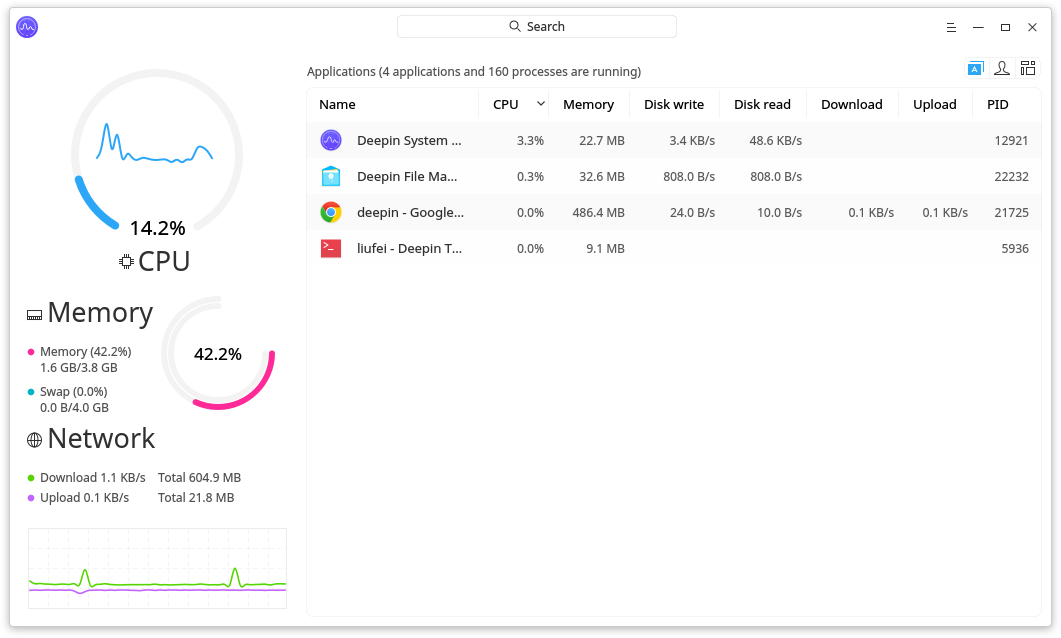 Search
14.2%
CPU
Memory
Memory (42.2%)
1.6 GB/3.8 GB
Swap (0.0%)
0.0 B/4.0 GB
42.2%
Network
Download 1.1 KB/s Total 604.9 MB
Upload 0.1 KB/s Total 21.8 MB
Applications (4 applications and 160 processes are running)
A
Name CPU Memory Disk write Disk read Download Upload PID
Deepin System ... 3.3% 22.7 MB 3.4 KB/s 48.6 KB/s 12921
Deepin File Ma... 0.3% 32.6 MB 808.0 B/s 808.0 B/s 22232
deepin - Google... 0.0% 486.4 MB 24.0 B/s 10.0 B/s 0.1 KB/s 0.1 KB/s 21725
liufei - Deepin T... 0.0% 9.1 MB 5936